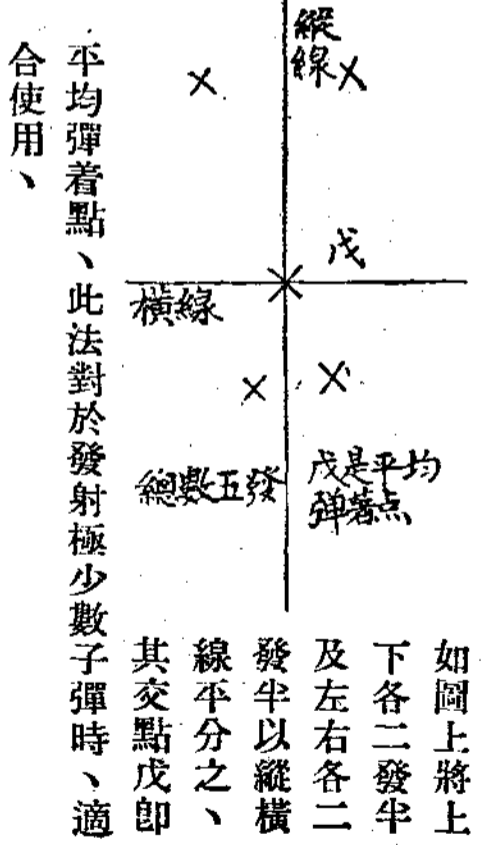 縱
線
戊
橫線
總數五發
戊是平均
弹著点
如圖上將上
下各二發半
及左右各二
發半以縱橫
線平分之、
其交點戊卽
平均彈着點、此法對於發射極少數子彈時、適
合使用、